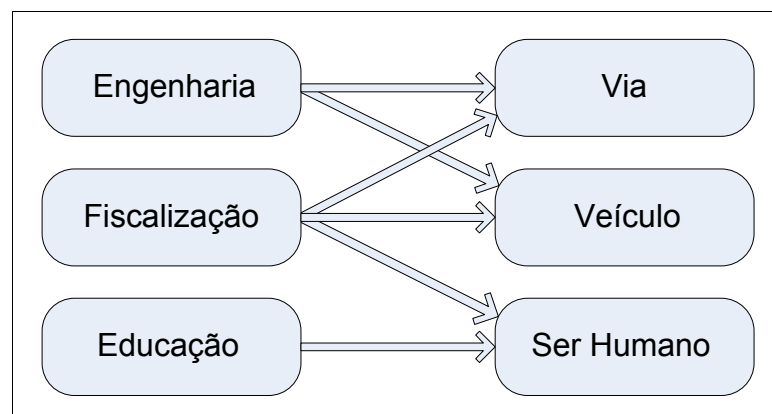 Engenharia
Via
Fiscalização
Veículo
Educação
Ser Humano